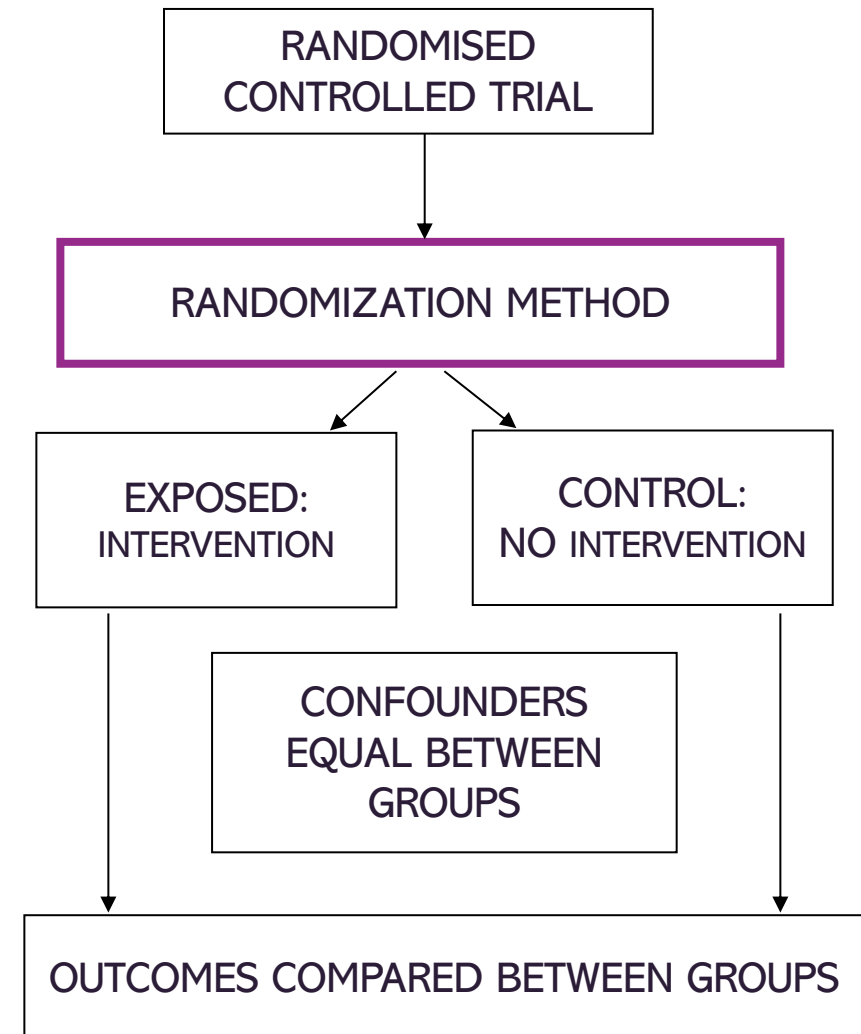 RANDOMISED
CONTROLLED TRIAL
RANDOMIZATION METHOD
EXPOSED:
INTERVENTION
CONTROL:
NO INTERVENTION
CONFOUNDERS
EQUAL BETWEEN
GROUPS
OUTCOMES COMPARED BETWEEN GROUPS